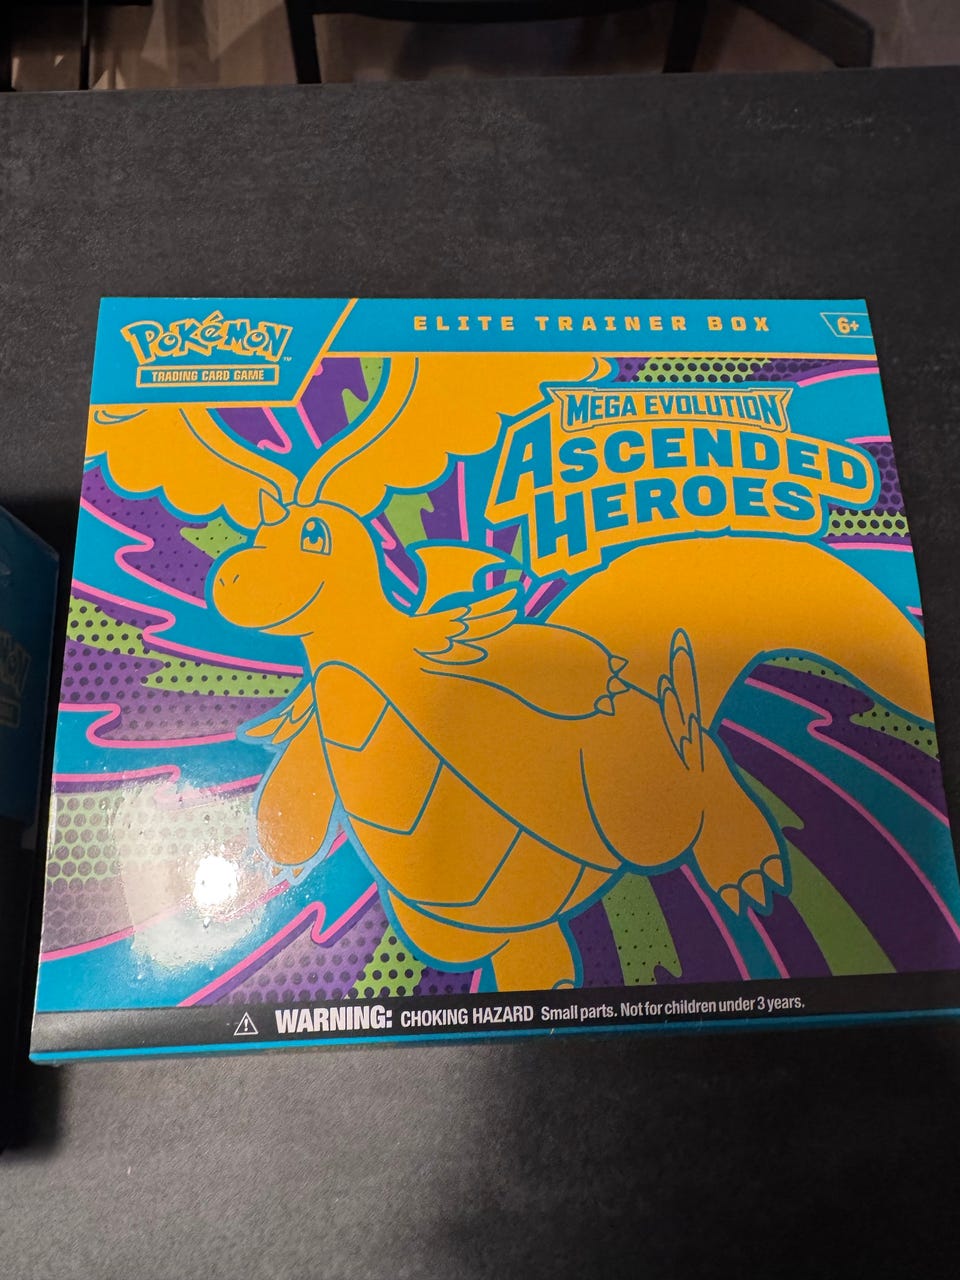 POKéMON
TM
TRADING CARD GAME
ELITE TRAINER BOX
6+
MEGA EVOLUTION
ASCENDED
HEROES
WARNING: CHOKING HAZARD Small parts. Not for children under 3 years.